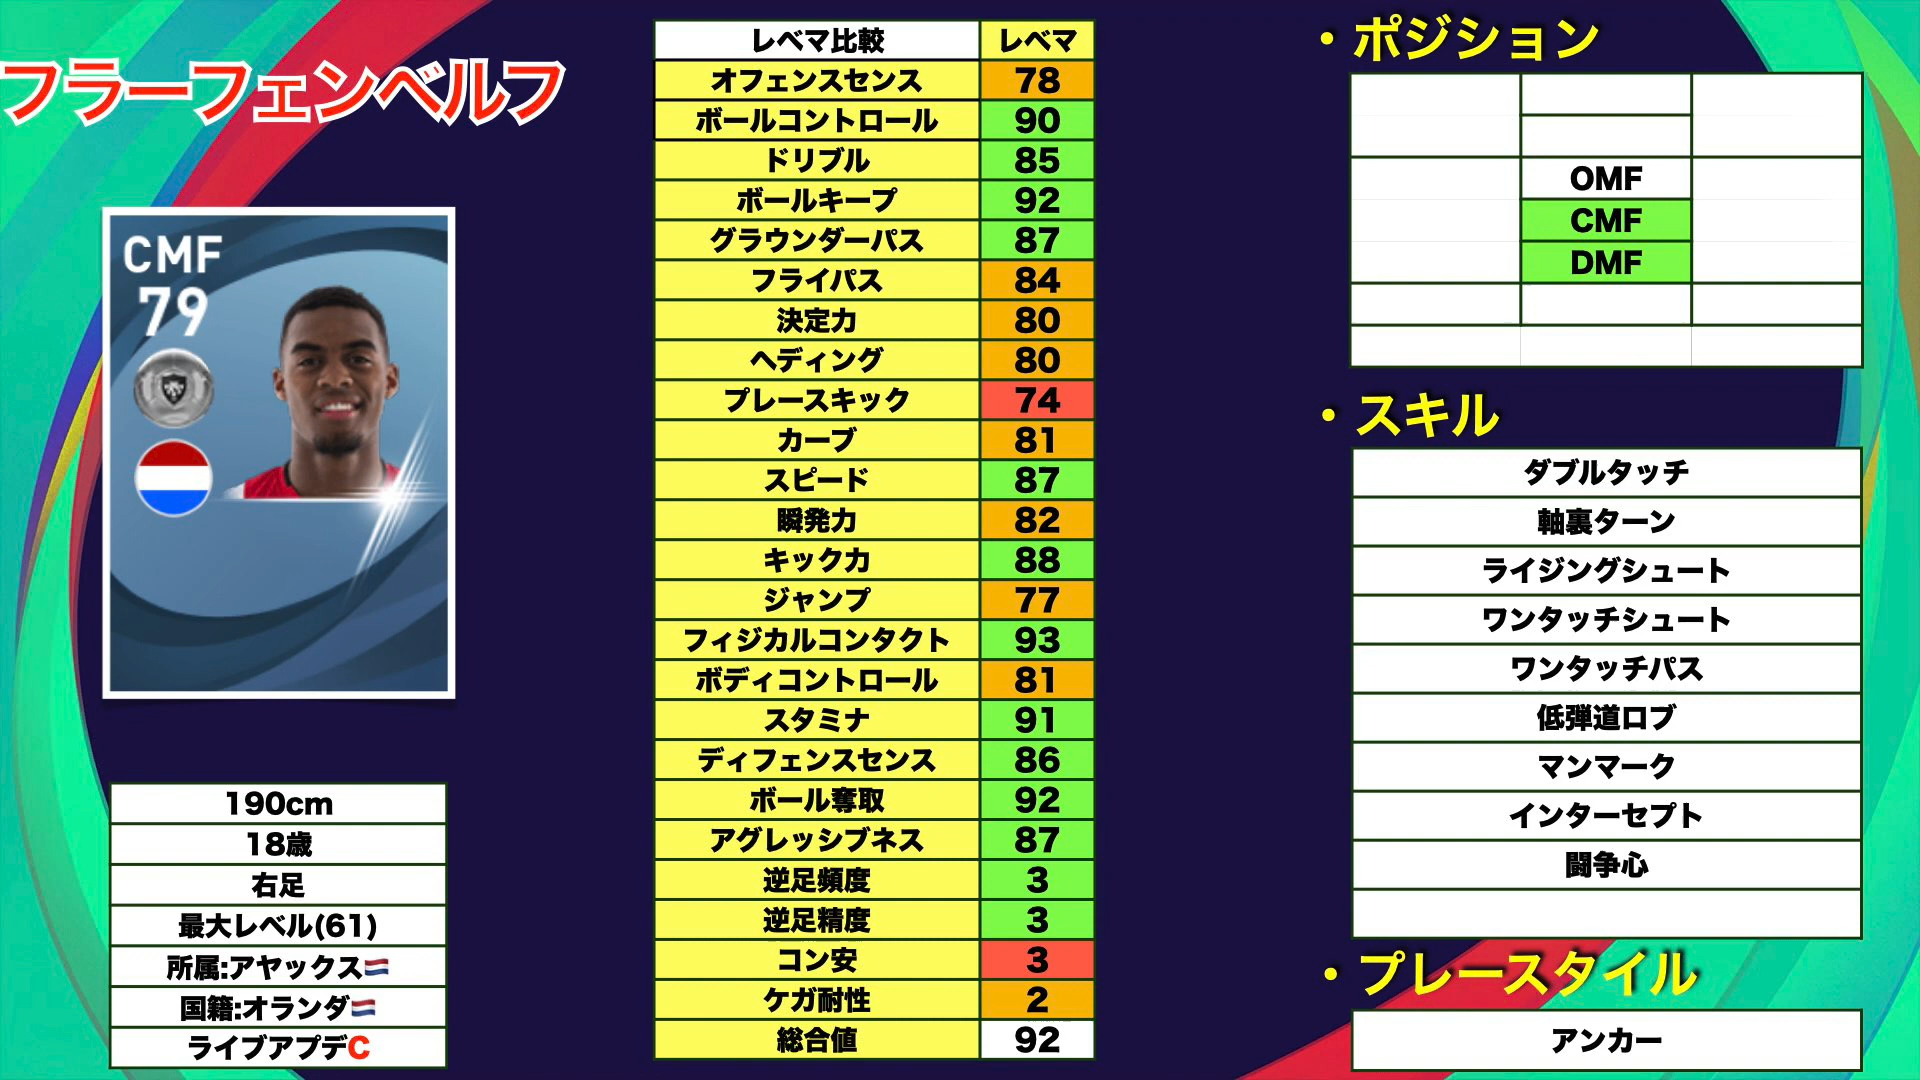 フラーフェンベルフ
CMF
79
190cm
18歳
右足
最大レベル(61)
所属:アヤックス🇳🇱
国籍:オランダ🇳🇱
ライブアプデC
レベマ比較 レベマ
オフェンスセンス 78
ボールコントロール 90
ドリブル 85
ボールキープ 92
グラウンダーパス 87
フライパス 84
決定力 80
ヘディング 80
プレースキック 74
カーブ 81
スピード 87
瞬発力 82
キック力 88
ジャンプ 77
フィジカルコンタクト 93
ボディコントロール 81
スタミナ 91
ディフェンスセンス 86
ボール奪取 92
アグレッシブネス 87
逆足頻度 3
逆足精度 3
コン安 3
ケガ耐性 2
総合値 92
・ポジション
OMF
CMF
DMF
・スキル
ダブルタッチ
軸裏ターン
ライジングシュート
ワンタッチシュート
ワンタッチパス
低弾道ロブ
マンマーク
インターセプト
闘争心
・プレースタイル
アンカー